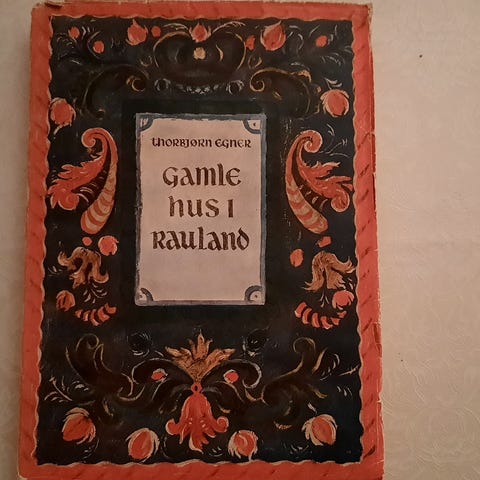 THORBJØRN EGNER
GAMLE
HUS I
RAULAND